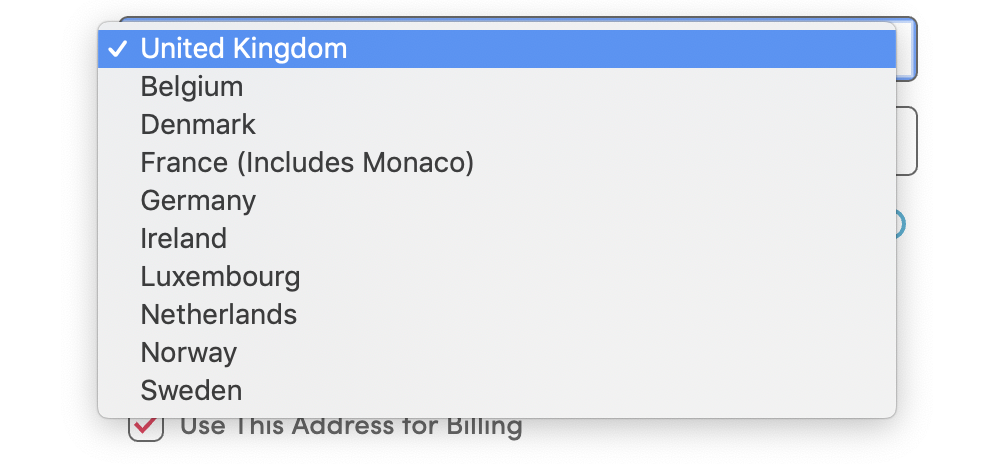 United Kingdom
Belgium
Denmark
France (Includes Monaco)
Germany
Ireland
Luxembourg
Netherlands
Norway
Sweden
Use This Address for Billing